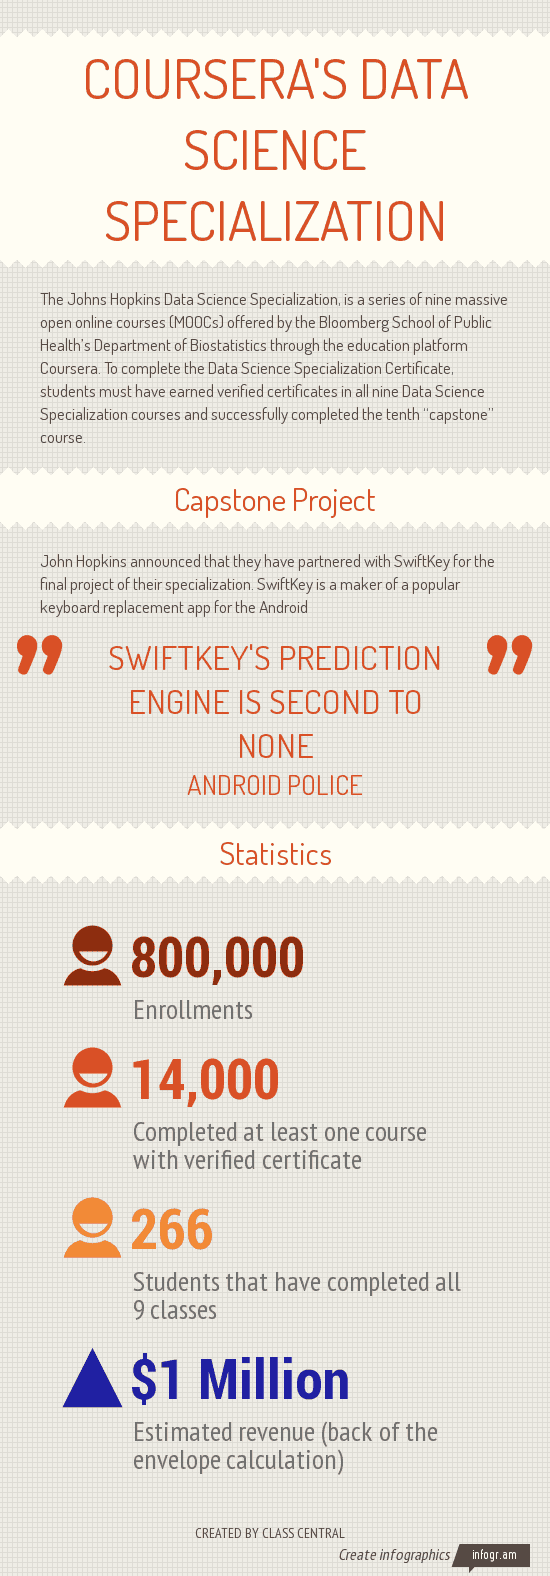 COURSERA'S DATA
SCIENCE
SPECIALIZATION
The Johns Hopkins Data Science Specialization, is a series of nine massive
open online courses (MOOCs) offered by the Bloomberg School of Public
Health's Department of Biostatistics through the education platform
Coursera. To complete the Data Science Specialization Certificate,
students must have earned verified certificates in all nine Data Science
Specialization courses and successfully completed the tenth “capstone”
course.
Capstone Project
John Hopkins announced that they have partnered with SwiftKey for the
final project of their specialization. SwiftKey is a maker of a popular
keyboard replacement app for the Android
” SWIFTKEY'S PREDICTION ”
ENGINE IS SECOND TO
NONE
ANDROID POLICE
Statistics
800,000
Enrollments
14,000
Completed at least one course
with verified certificate
266
Students that have completed all
9 classes
$1 Million
Estimated revenue (back of the
envelope calculation)
CREATED BY CLASS CENTRAL
Create infographics infogr.am